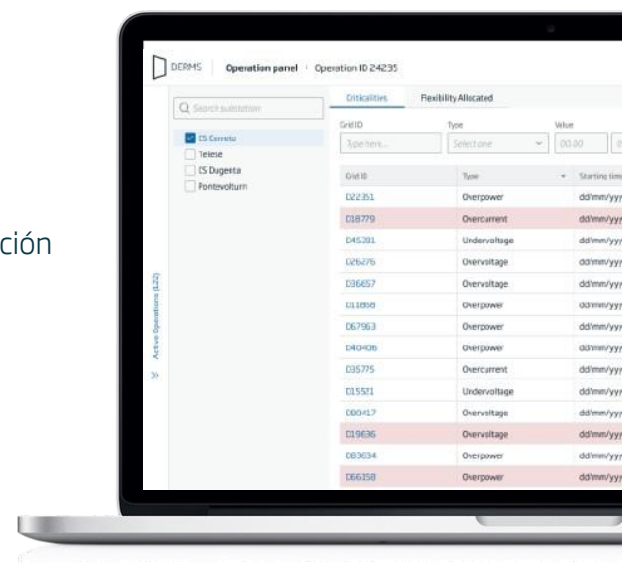 ción
DERMS Operation panel Operation ID 24235
Search substation
CS Cerreto
Telese
CS Dugenta
Pontevolturn
Active Operations (122)
Criticalities Flexibility Allocated
Grid ID Type Value
Type here... Select one 00.00
Grid ID Type Starting time
D22351 Overpower dd/mm/yyy
D18779 Overcurrent dd/mm/yyy
Undervoltage dd/mm/yyy
D26276 Overvoltage dd/mm/yyy
D36657 Overvoltage dd/mm/yyy
D11868 Overpower dd/mm/yyy
D67963 Overpower dd/mm/yyy
D40406 Overpower dd/mm/yyy
D35775 Overcurrent dd/mm/yyy
D15521 Undervoltage dd/mm/yyy
D80417 Overvoltage dd/mm/yyy
D19636 Overvoltage dd/mm/yyy
D83634 Overpower dd/mm/yyy
D66158 Overpower dd/mm/yyy